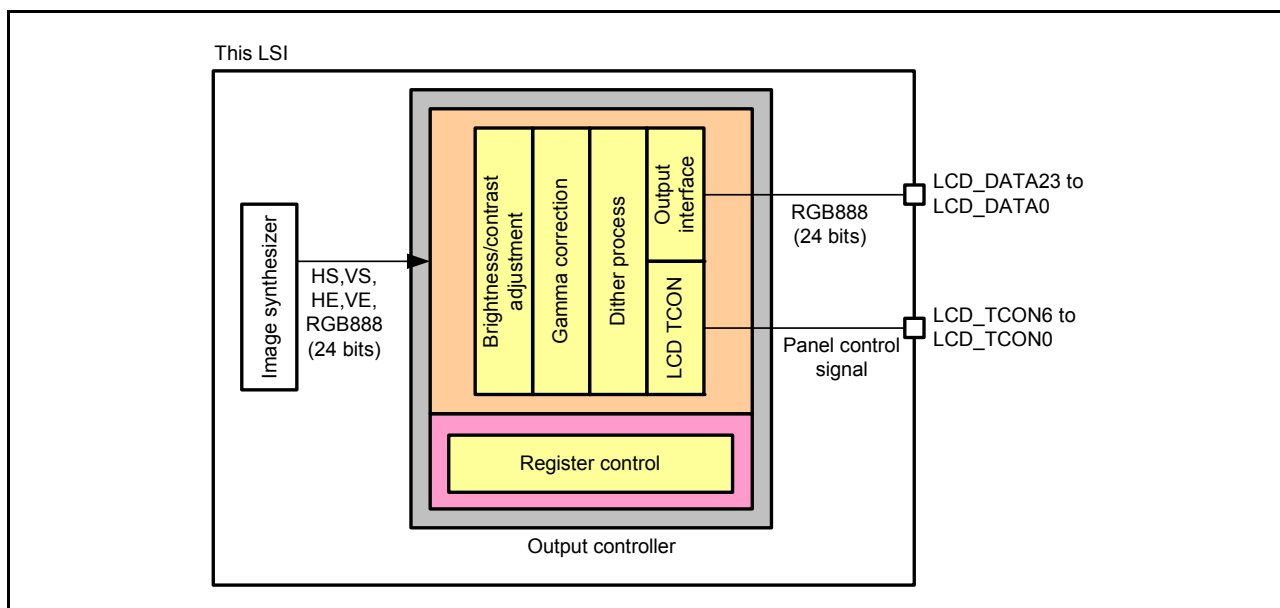 This LSI
Image synthesizer
HS,VS,
HE,VE,
RGB888
(24 bits)
Brightness/contrast
adjustment
Gamma correction
Dither process
Output
interface
LCD TCON
RGB888
(24 bits)
LCD_DATA23 to
LCD_DATA0
Panel control
signal
LCD_TCON6 to
LCD_TCON0
Register control
Output controller